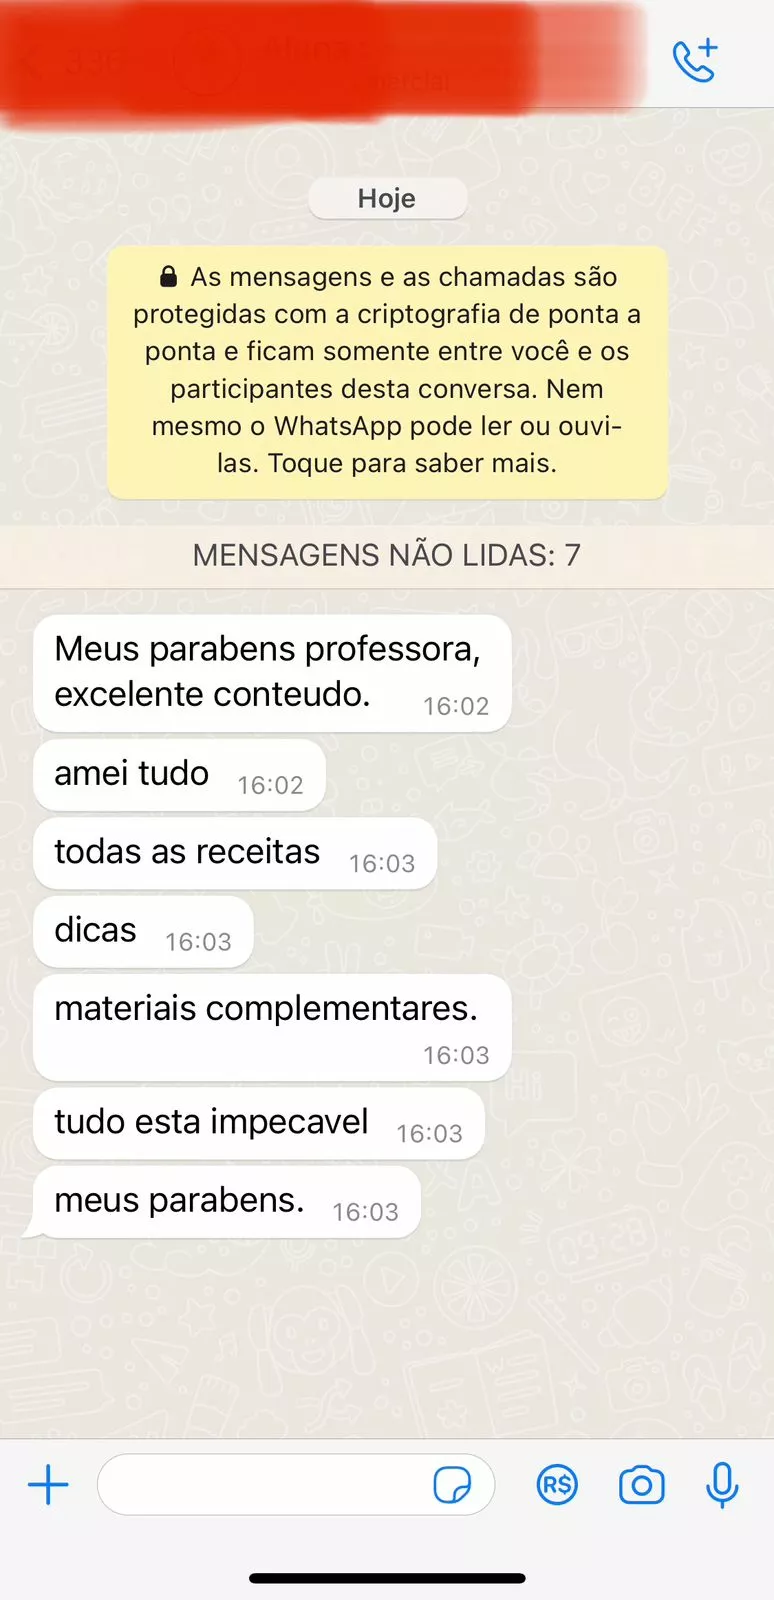 Hoje
As mensagens e as chamadas são
protegidas com a criptografia de ponta a
ponta e ficam somente entre você e os
participantes desta conversa. Nem
mesmo o WhatsApp pode ler ou ouvi-
las. Toque para saber mais.
MENSAGENS NÃO LIDAS: 7
Meus parabens professora,
excelente conteudo. 16:02
amei tudo 16:02
todas as receitas 16:03
dicas 16:03
materiais complementares.
16:03
tudo esta impecavel 16:03
meus parabens. 16:03
R$